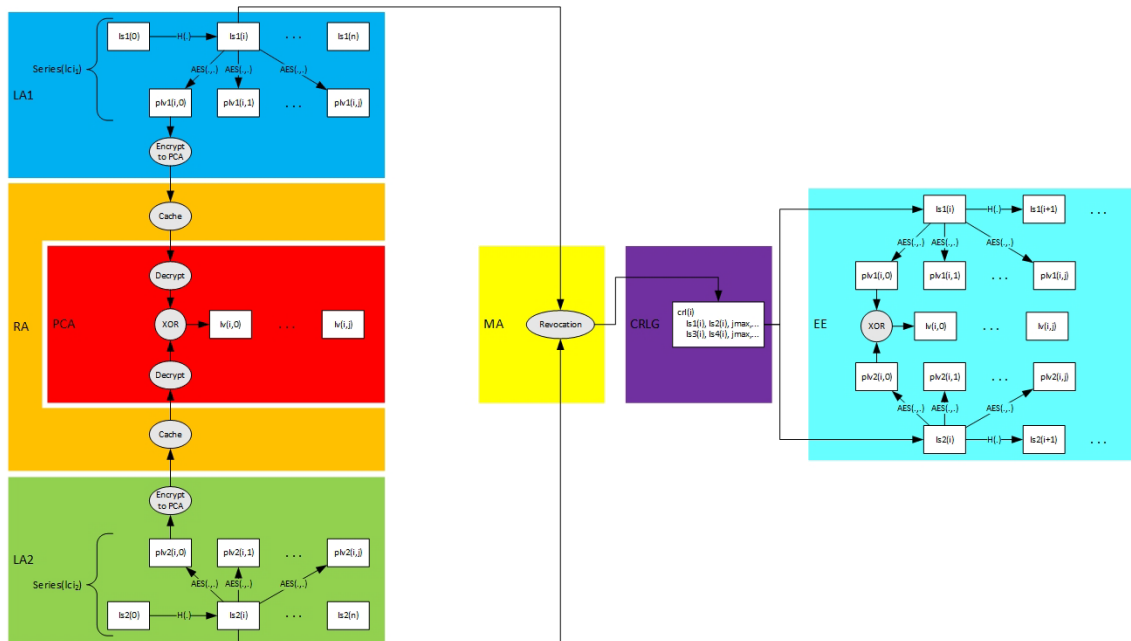 ls1(0)
H(.)
ls1(i)
. . .
ls1(n)
Series(lci₁)
AES(.,.)
AES(.,.)
AES(.,.)
LA1
plv1(i,0)
plv1(i,1)
. . .
plv1(i,j)
Encrypt
to PCA
Cache
Decrypt
PCA
RA
XOR
lv(i,0)
. . .
lv(i,j)
Decrypt
Cache
Encrypt
to PCA
LA2
plv2(i,0)
plv2(i,1)
. . .
plv2(i,j)
Series(lci₂)
AES(.,.)
AES(.,.)
AES(.,.)
ls2(0)
H(.)
ls2(i)
. . .
ls2(n)
MA
Revocation
CRLG
crl(i)
ls1(i), ls2(i), jmax,...
ls3(i), ls4(i), jmax,...
EE
ls1(i)
H(.)
ls1(i+1)
. . .
AES(.,.)
AES(.,.)
AES(.,.)
plv1(i,0)
plv1(i,1)
. . .
plv1(i,j)
XOR
lv(i,0)
. . .
lv(i,j)
plv2(i,0)
plv2(i,1)
. . .
plv2(i,j)
AES(.,.)
AES(.,.)
AES(.,.)
ls2(i)
H(.)
ls2(i+1)
. . .